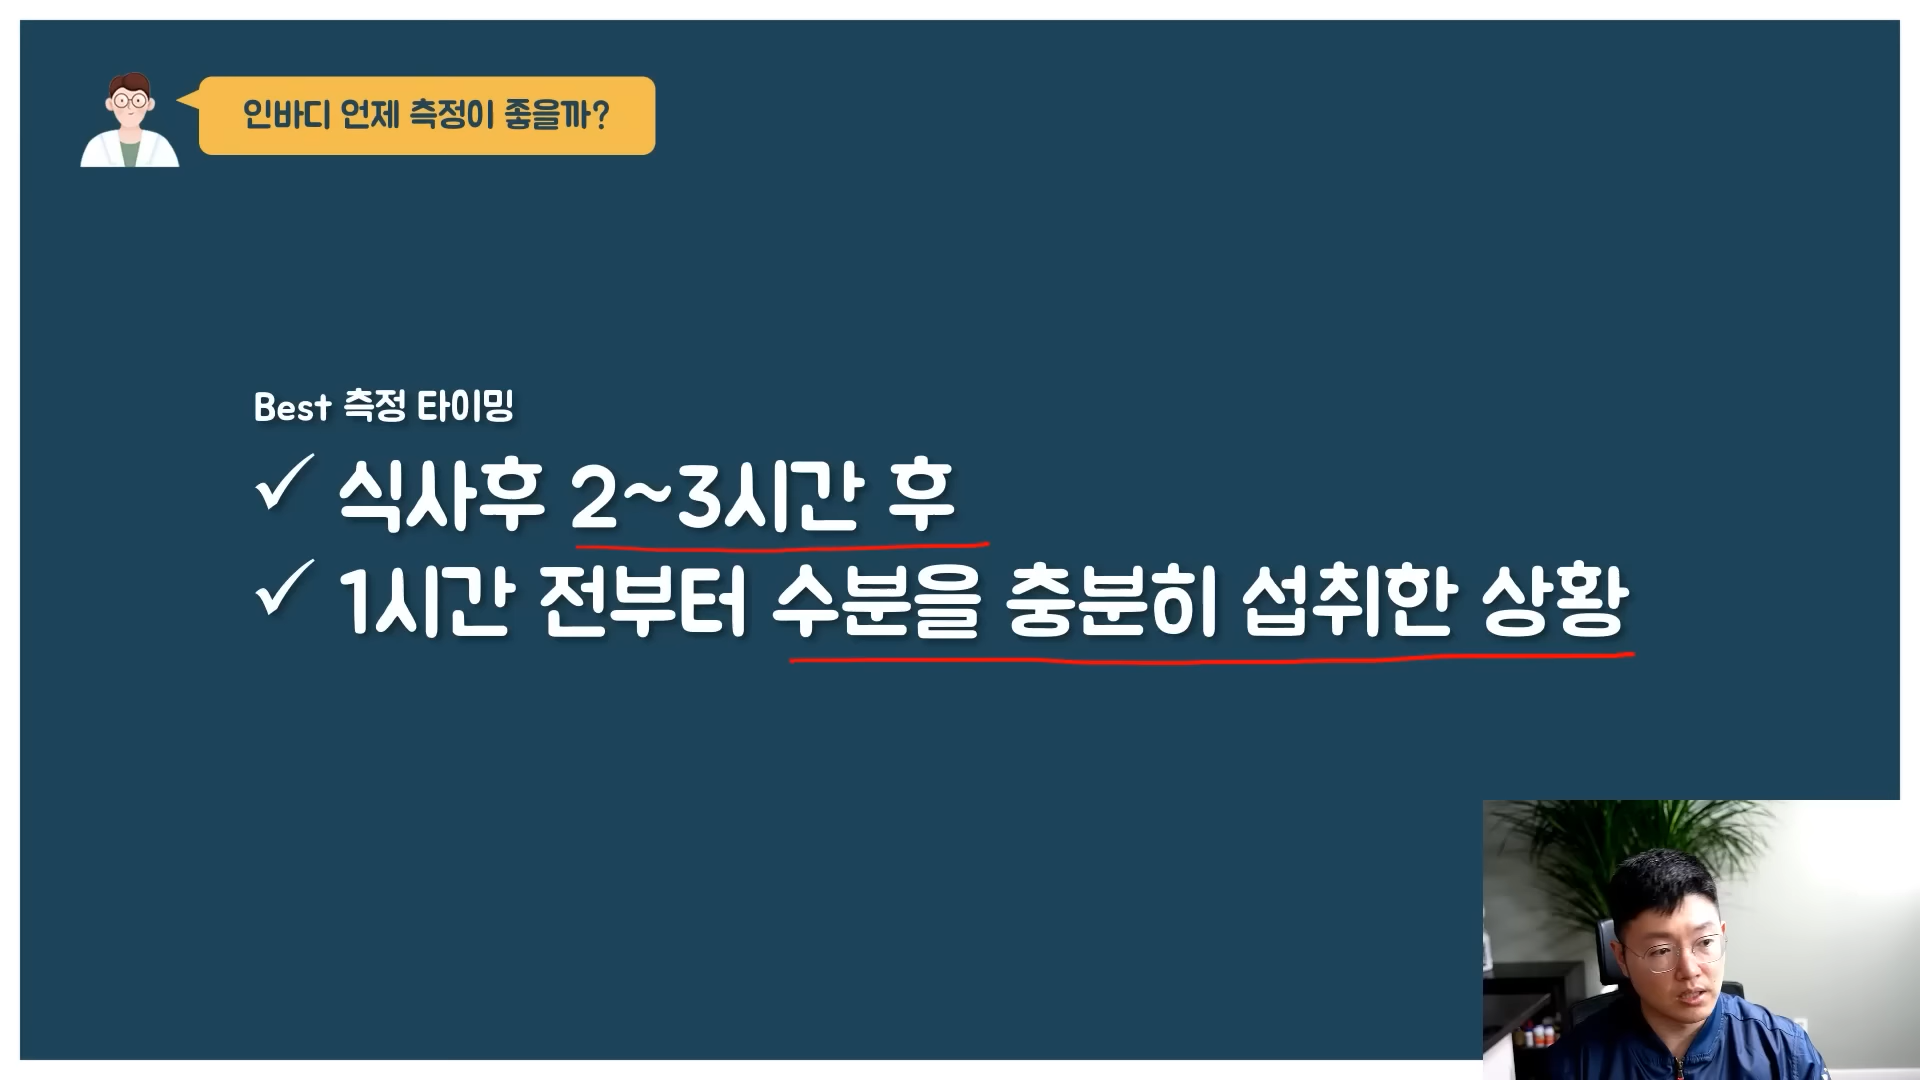 인바디 언제 측정이 좋을까?
Best 측정 타이밍
✓ 식사후 2~3시간 후
✓ 1시간 전부터 수분을 충분히 섭취한 상황